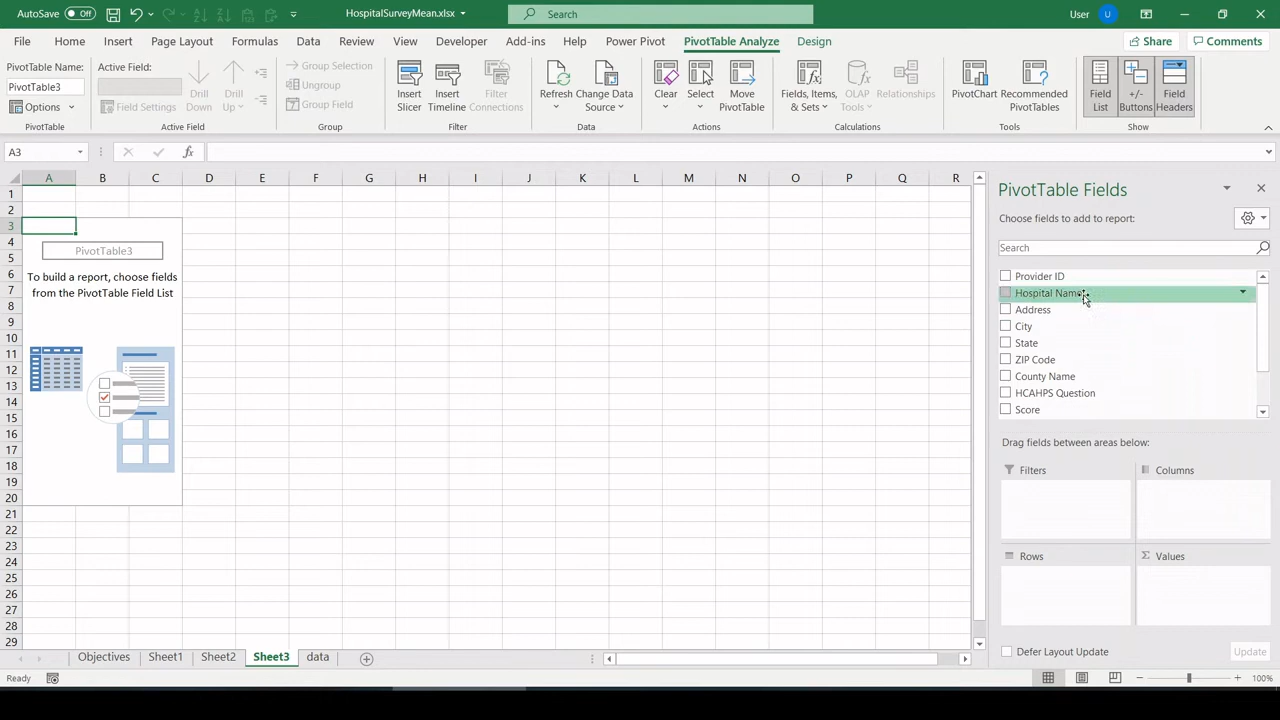 AutoSave Off HospitalSurveyMean.xlsx Search User U
File Home Insert Page Layout Formulas Data Review View Developer Add-ins Help Power Pivot PivotTable Analyze Design Share Comments
PivotTable Name:
PivotTable3
Options
PivotTable
Active Field:
Field Settings
Drill Down
Drill Up
Active Field
Group Selection
Ungroup
Group Field
Group
Insert Slicer
Insert Timeline
Filter Connections
Filter
Refresh
Change Data Source
Data
Clear
Select
Move PivotTable
Actions
Fields, Items, & Sets
OLAP Tools
Relationships
Calculations
PivotChart
Recommended PivotTables
Tools
Field List
+/- Buttons
Field Headers
Show
A3 fx
A B C D E F G H I J K L M N O P Q R
1
2
3
4
5
6
7
8
9
10
11
12
13
14
15
16
17
18
19
20
21
22
23
24
25
26
27
28
29
PivotTable3
To build a report, choose fields
from the PivotTable Field List
PivotTable Fields
Choose fields to add to report:
Search
Provider ID
Hospital Name
Address
City
State
ZIP Code
County Name
HCAHPS Question
Score
Drag fields between areas below:
Filters
Columns
Rows
Σ Values
Defer Layout Update Update
Objectives Sheet1 Sheet2 Sheet3 data
Ready 100%